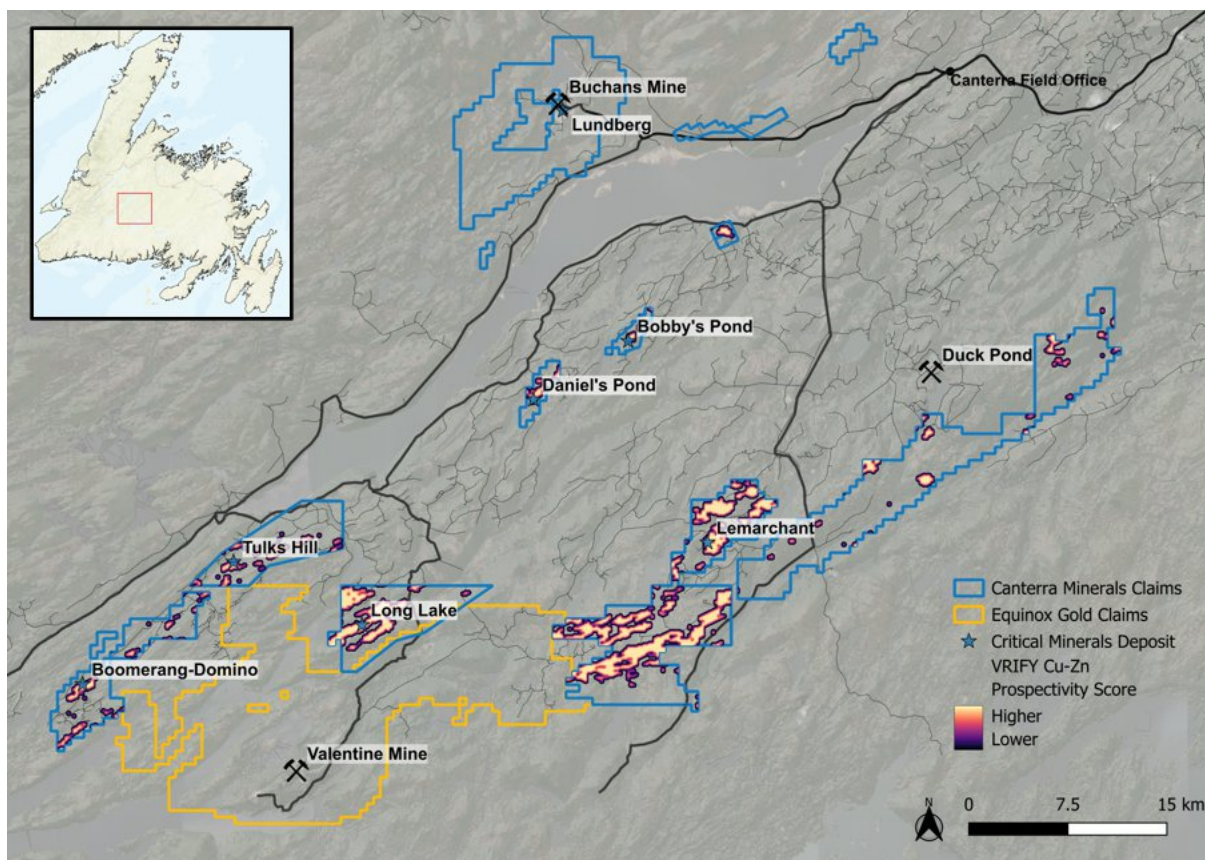 Buchans Mine
Lundberg
Canterra Field Office
Bobby's Pond
Daniel's Pond
Duck Pond
Lemarchant
Tulks Hill
Long Lake
Boomerang-Domino
Valentine Mine
Canterra Minerals Claims
Equinox Gold Claims
Critical Minerals Deposit
VRIFY Cu-Zn
Prospectivity Score
Higher
Lower
N
0 7.5 15 km